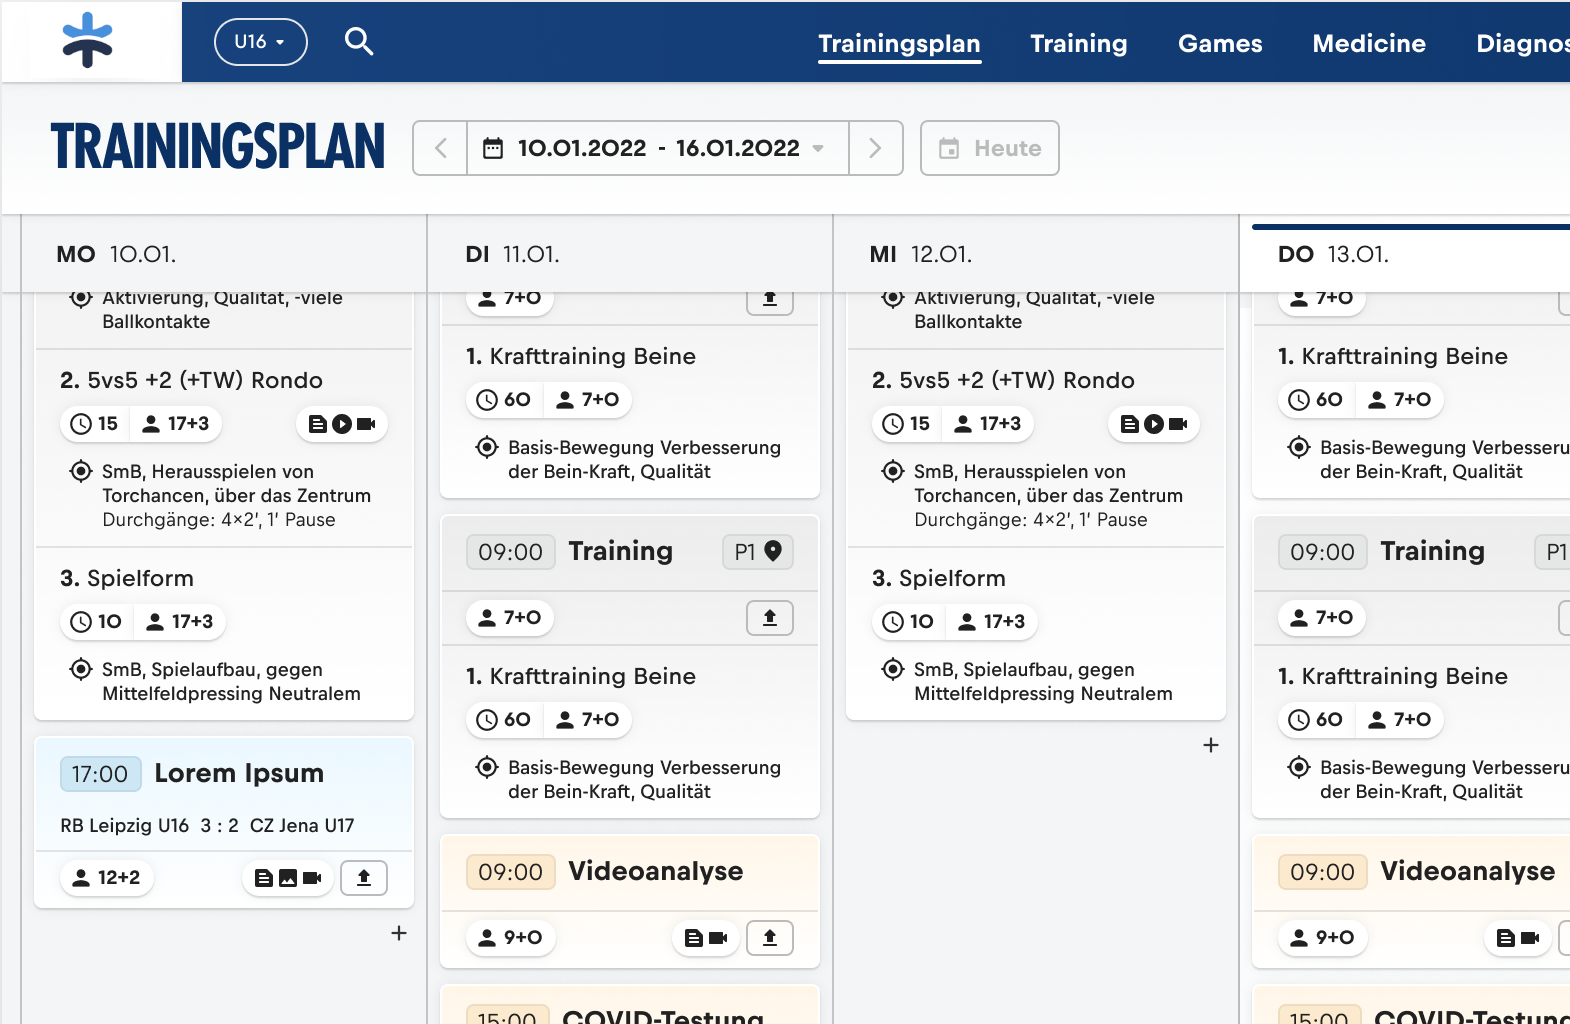 U16
Trainingsplan Training Games Medicine Diagnos
TRAININGSPLAN
10.01.2022 - 16.01.2022
Heute
MO 10.01.
Aktivierung, Qualität, -viele
Ballkontakte
2. 5vs5 +2 (+TW) Rondo
15 17+3
SmB, Herausspielen von
Torchancen, über das Zentrum
Durchgänge: 4×2’, 1’ Pause
3. Spielform
10 17+3
SmB, Spielaufbau, gegen
Mittelfeldpressing Neutralem
17:00 Lorem Ipsum
RB Leipzig U16 3 : 2 CZ Jena U17
12+2
+
DI 11.01.
7+0
1. Krafttraining Beine
60 7+0
Basis-Bewegung Verbesserung
der Bein-Kraft, Qualität
09:00 Training P1
7+0
1. Krafttraining Beine
60 7+0
Basis-Bewegung Verbesserung
der Bein-Kraft, Qualität
09:00 Videoanalyse
9+0
15:00 COVID-Testung
MI 12.01.
Aktivierung, Qualität, -viele
Ballkontakte
2. 5vs5 +2 (+TW) Rondo
15 17+3
SmB, Herausspielen von
Torchancen, über das Zentrum
Durchgänge: 4×2’, 1’ Pause
3. Spielform
10 17+3
SmB, Spielaufbau, gegen
Mittelfeldpressing Neutralem
+
DO 13.01.
7+0
1. Krafttraining Beine
60 7+0
Basis-Bewegung Verbesseru
der Bein-Kraft, Qualität
09:00 Training P1
7+0
1. Krafttraining Beine
60 7+0
Basis-Bewegung Verbesseru
der Bein-Kraft, Qualität
09:00 Videoanalyse
9+0
15:00 COVID-Testung